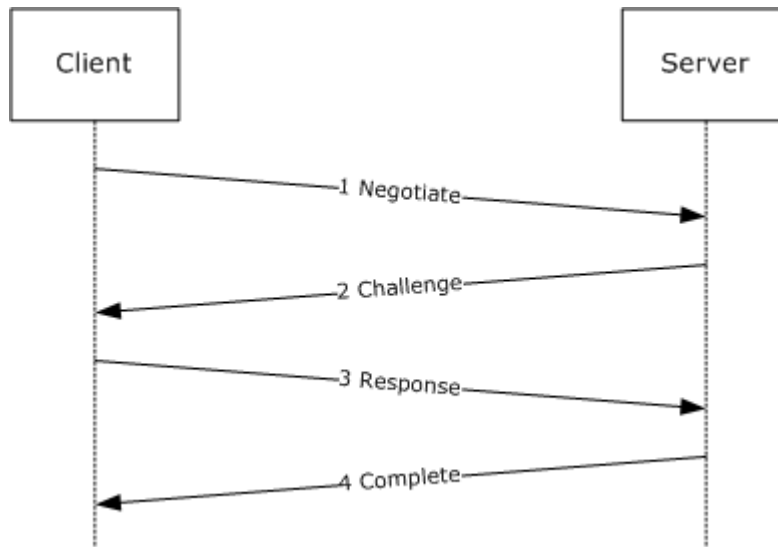 Client
Server
1 Negotiate
2 Challenge
3 Response
4 Complete